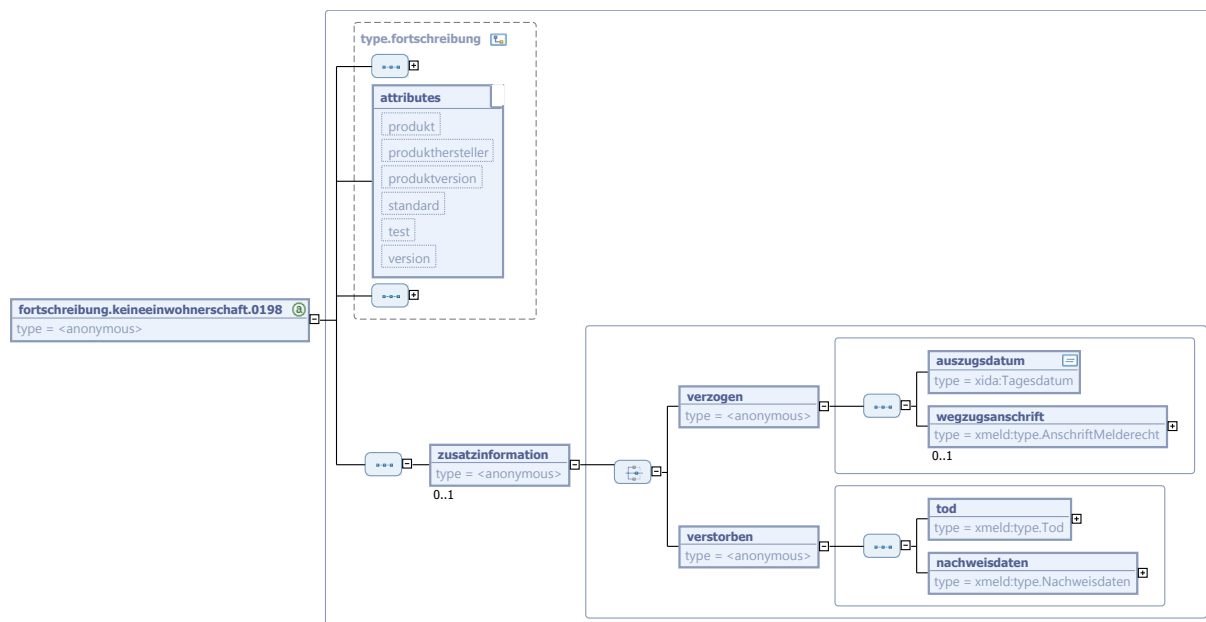 type.fortschreibung
attributes
produkt
produkthersteller
produktversion
standard
test
version
fortschreibung.keineeinwohnerschaft.0198
type = <anonymous>
zusatzinformation
type = <anonymous>
0..1
verzogen
type = <anonymous>
auszugsdatum
type = xida:Tagesdatum
wegzugsanschrift
type = xmeld:type.AnschriftMelderecht
0..1
verstorben
type = <anonymous>
tod
type = xmeld:type.Tod
nachweisdaten
type = xmeld:type.Nachweisdaten